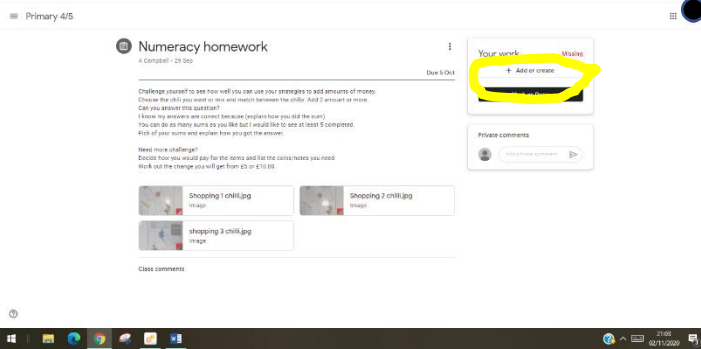 Primary 4/5
Numeracy homework
A Campbell • 29 Sep
Due 5 Oct
Challenge yourself to see how well you can use your strategies to add amounts of money.
Choose the chili you want or mix and match between the chilis. Add 2 amount or more.
Can you answer this question?
I know my answers are correct because (explain how you did the sum)
You can do as many sums as you like but I would like to see at least 5 completed.
Pick of your sums and explain how you got the answer.
Need more challenge?
Decide how you would pay for the items and list the coins/notes you need
Work out the change you will get from £5 or £10.00
Shopping 1 chilli.jpg
Image
Shopping 2 chilli.jpg
Image
shopping 3 chilli.jpg
Image
Class comments
Your work
Missing
+ Add or create
Private comments
Add private comment
21:03
02/11/2020